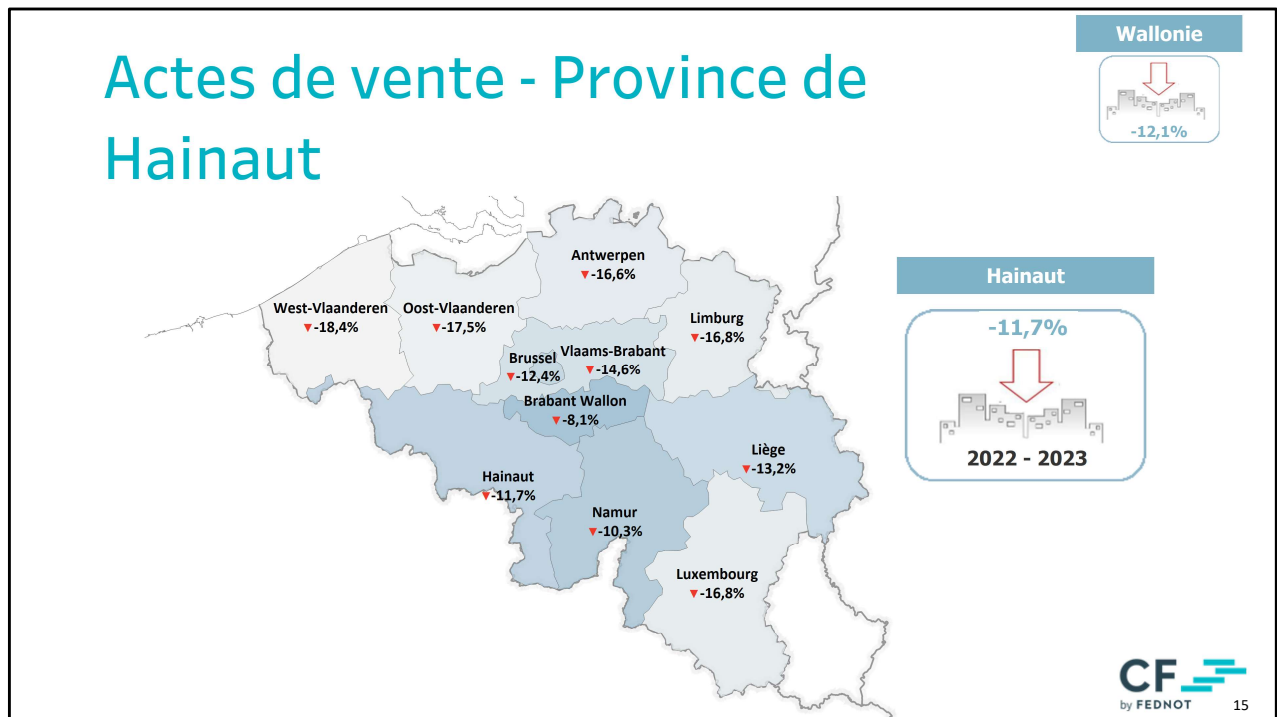 Actes de vente - Province de
Hainaut
Wallonie
-12,1%
Antwerpen
▼-16,6%
West-Vlaanderen
▼-18,4%
Oost-Vlaanderen
▼-17,5%
Limburg
▼-16,8%
Brussel
▼-12,4%
Vlaams-Brabant
▼-14,6%
Brabant Wallon
▼-8,1%
Liège
▼-13,2%
Hainaut
▼-11,7%
Namur
▼-10,3%
Luxembourg
▼-16,8%
Hainaut
-11,7%
2022 - 2023
CF
by FEDNOT
15